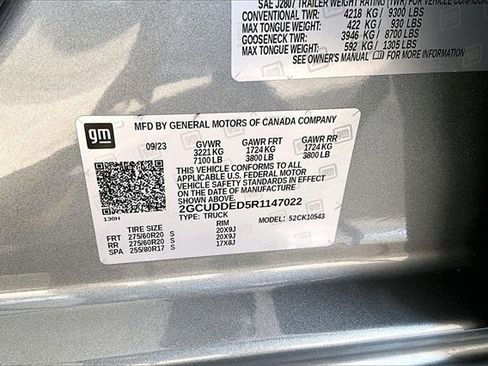 SAE J2807 TRAILER WEIGHT RATING (TWR) FOR VEHICLE CONFIGURA
CONVENTIONAL TWR: 4218 KG / 9300 LBS
MAX TONGUE WEIGHT: 422 KG / 930 LBS
GOOSENECK TWR: 3946 KG / 8700 LBS
MAX TONGUE WEIGHT: 592 KG / 1305 LBS
SEE OWNER'S MANUAL FOR MORE INFORMATION
gm
MFD BY GENERAL MOTORS OF CANADA COMPANY
09/23 GVWR GAWR FRT GAWR RR
3221 KG 1724 KG 1724 KG
7100 LB 3800 LB 3800 LB
THIS VEHICLE CONFORMS TO ALL
APPLICABLE U.S. FEDERAL MOTOR
VEHICLE SAFETY STANDARDS IN EFFECT
ON THE DATE OF MANUFACTURE
2GCUDDED5R1147022
TYPE: TRUCK MODEL: 52CK10543
130H
TIRE SIZE RIM
FRT 275/60R20 S 20X9J
RR 275/60R20 S 20X9J
SPA 255/80R17 S 17X8J